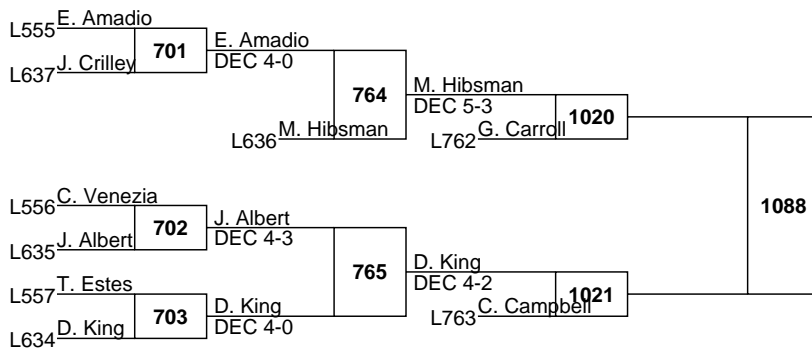 E. Amadio
L555
701
E. Amadio
DEC 4-0
L637
J. Crilley
764
M. Hibsman
DEC 5-3
L636
M. Hibsman
1020
L762
G. Carroll
1088
C. Venezia
L556
702
J. Albert
DEC 4-3
L635
J. Albert
765
D. King
DEC 4-2
T. Estes
L557
703
D. King
DEC 4-0
L634
D. King
1021
L763
C. Campbell